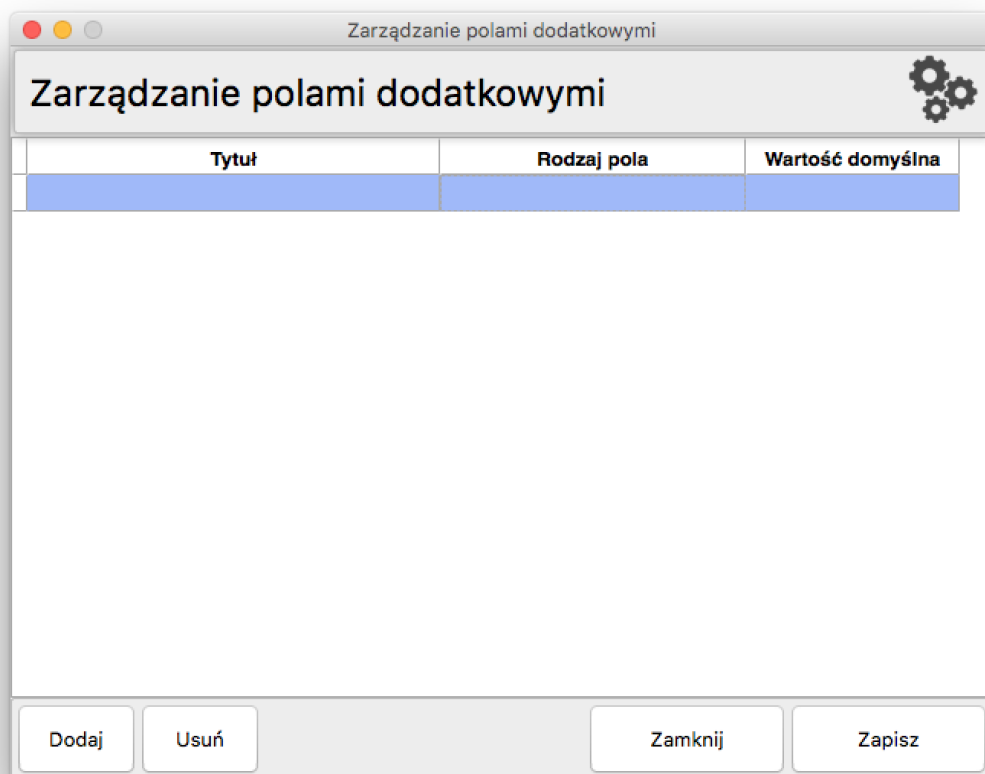 Zarządzanie polami dodatkowymi
Zarządzanie polami dodatkowymi
Tytuł Rodzaj pola Wartość domyślna
Dodaj Usuń Zamknij Zapisz